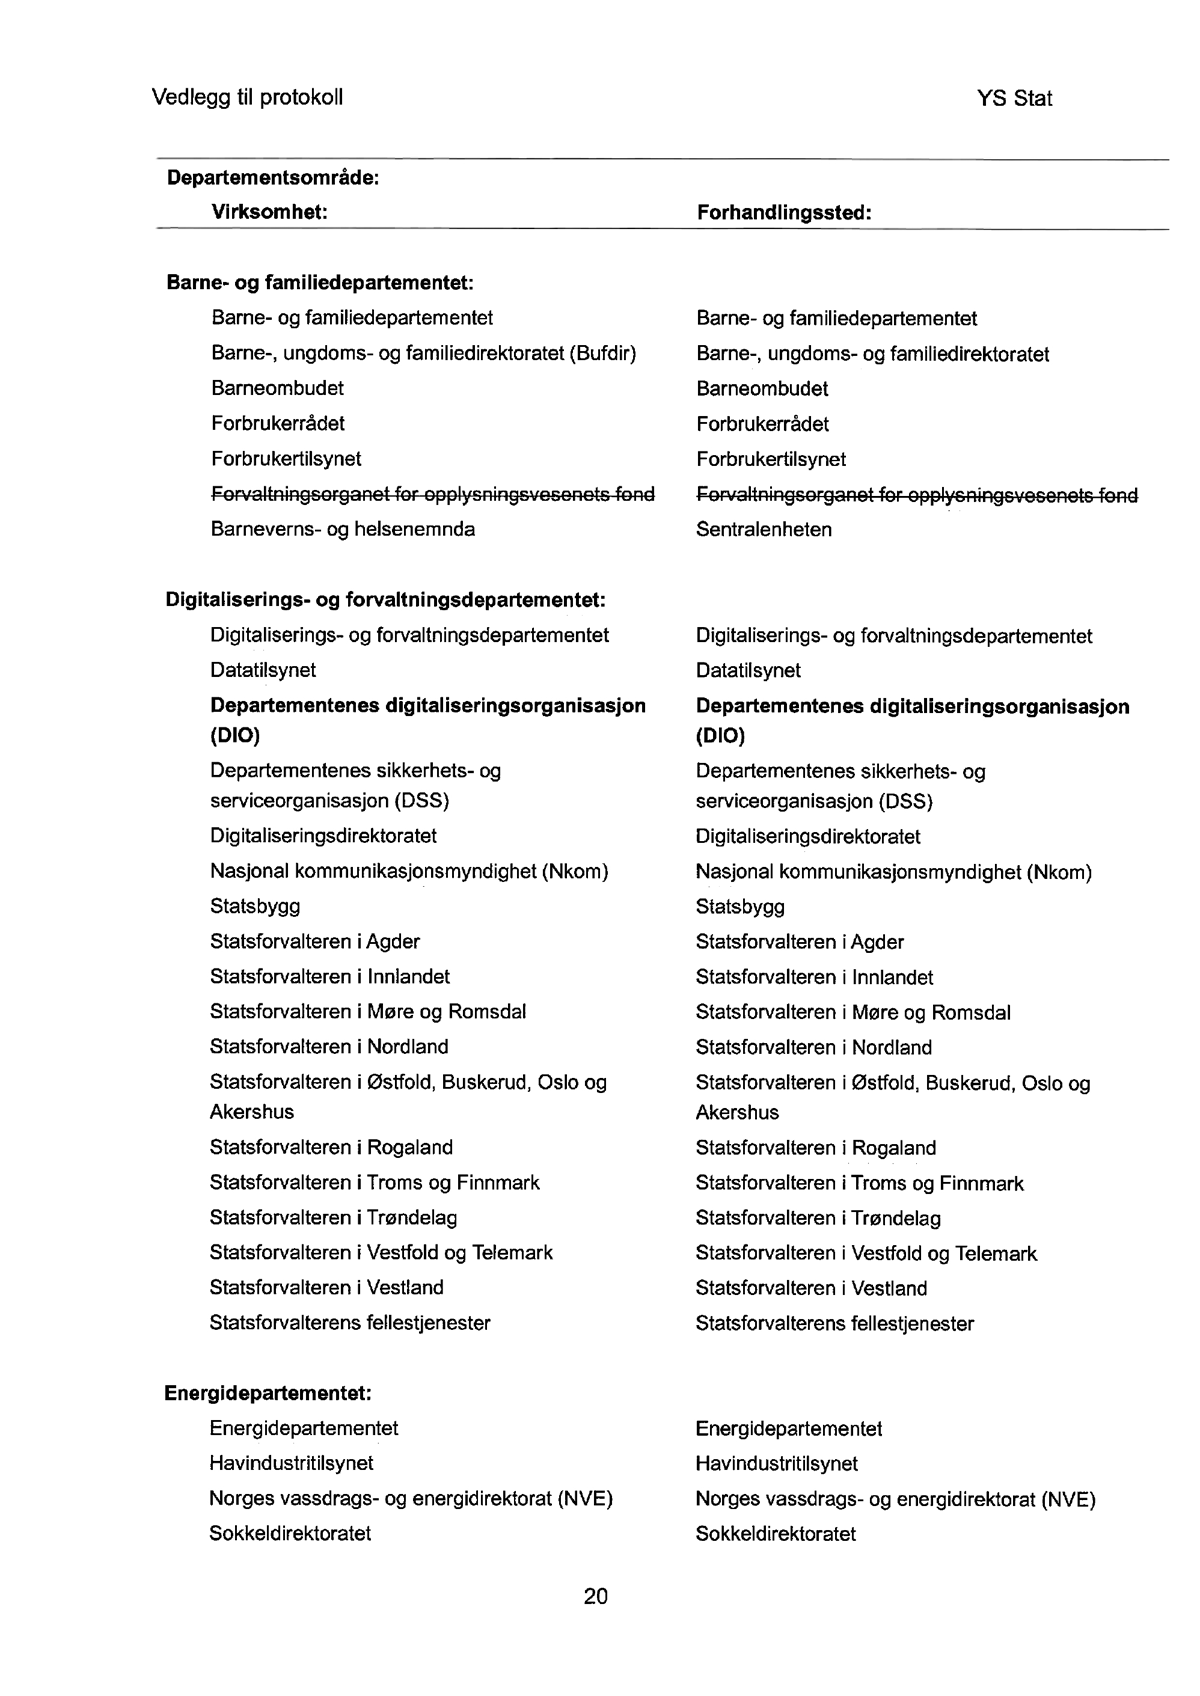 Vedlegg til protokoll YS Stat
Departementsområde:
Virksomhet: Forhandlingssted:
Barne- og familiedepartementet:
Barne- og familiedepartementet Barne- og familiedepartementet
Barne-, ungdoms- og familiedirektoratet (Bufdir) Barne-, ungdoms- og familiedirektoratet
Barneombudet Barneombudet
Forbrukerrådet Forbrukerrådet
Forbrukertilsynet Forbrukertilsynet
Forvaltningsorganet for opplysningsvesenets fond Forvaltningsorganet for opplysningsvesenets fond
Barneverns- og helsenemnda Sentralenheten
Digitaliserings- og forvaltningsdepartementet:
Digitaliserings- og forvaltningsdepartementet Digitaliserings- og forvaltningsdepartementet
Datatilsynet Datatilsynet
Departementenes digitaliseringsorganisasjon Departementenes digitaliseringsorganisasjon
(DIO) (DIO)
Departementenes sikkerhets- og Departementenes sikkerhets- og
serviceorganisasjon (DSS) serviceorganisasjon (DSS)
Digitaliseringsdirektoratet Digitaliseringsdirektoratet
Nasjonal kommunikasjonsmyndighet (Nkom) Nasjonal kommunikasjonsmyndighet (Nkom)
Statsbygg Statsbygg
Statsforvalteren i Agder Statsforvalteren i Agder
Statsforvalteren i Innlandet Statsforvalteren i Innlandet
Statsforvalteren i Møre og Romsdal Statsforvalteren i Møre og Romsdal
Statsforvalteren i Nordland Statsforvalteren i Nordland
Statsforvalteren i Østfold, Buskerud, Oslo og Statsforvalteren i Østfold, Buskerud, Oslo og
Akershus Akershus
Statsforvalteren i Rogaland Statsforvalteren i Rogaland
Statsforvalteren i Troms og Finnmark Statsforvalteren i Troms og Finnmark
Statsforvalteren i Trøndelag Statsforvalteren i Trøndelag
Statsforvalteren i Vestfold og Telemark Statsforvalteren i Vestfold og Telemark
Statsforvalteren i Vestland Statsforvalteren i Vestland
Statsforvalterens fellestjenester Statsforvalterens fellestjenester
Energidepartementet:
Energidepartementet Energidepartementet
Havindustritilsynet Havindustritilsynet
Norges vassdrags- og energidirektorat (NVE) Norges vassdrags- og energidirektorat (NVE)
Sokkeldirektoratet Sokkeldirektoratet
20